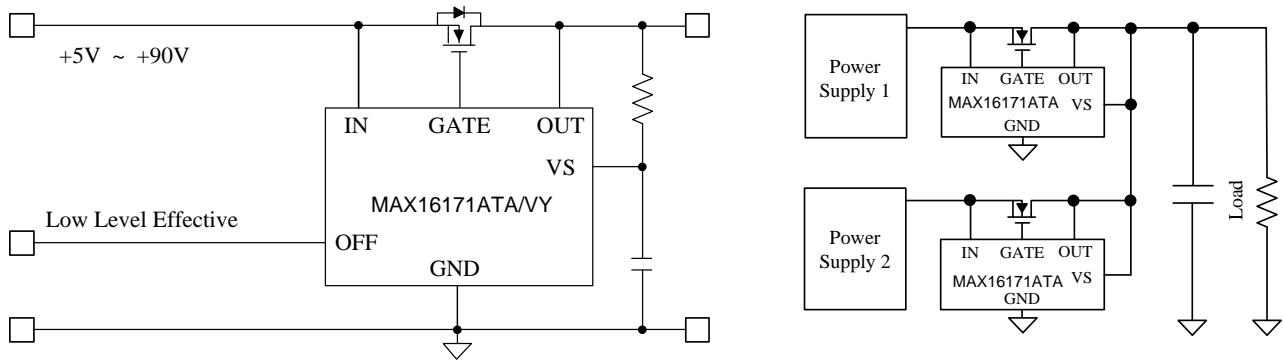 +5V ~ +90V
IN GATE OUT
VS
MAX16171ATA/VY
Low Level Effective
OFF
GND
Power
Supply 1
IN GATE OUT
MAX16171ATA VS
GND
Power
Supply 2
IN GATE OUT
MAX16171ATA VS
GND
Load